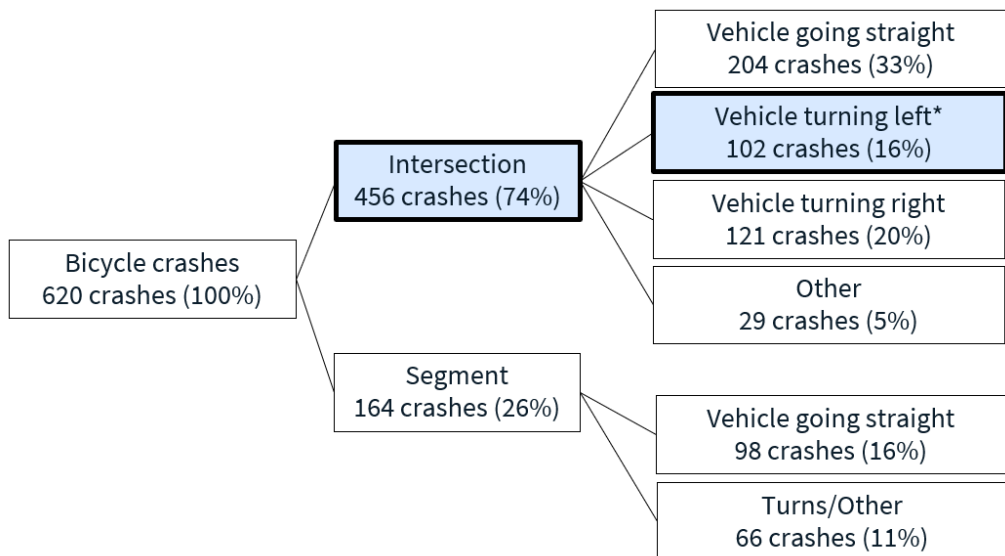 Bicycle crashes
620 crashes (100%)
Intersection
456 crashes (74%)
Vehicle going straight
204 crashes (33%)
Vehicle turning left*
102 crashes (16%)
Vehicle turning right
121 crashes (20%)
Other
29 crashes (5%)
Segment
164 crashes (26%)
Vehicle going straight
98 crashes (16%)
Turns/Other
66 crashes (11%)